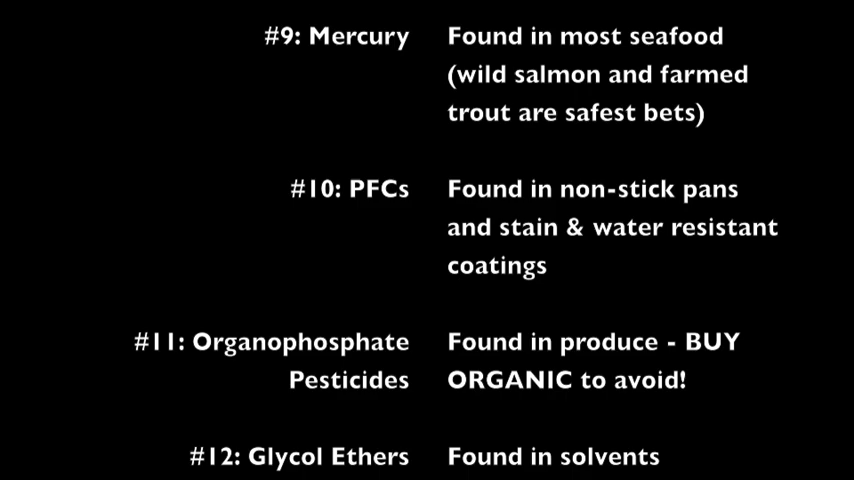 #9: Mercury Found in most seafood
(wild salmon and farmed
trout are safest bets)
#10: PFCs Found in non-stick pans
and stain & water resistant
coatings
#11: Organophosphate Found in produce - BUY
Pesticides ORGANIC to avoid!
#12: Glycol Ethers Found in solvents